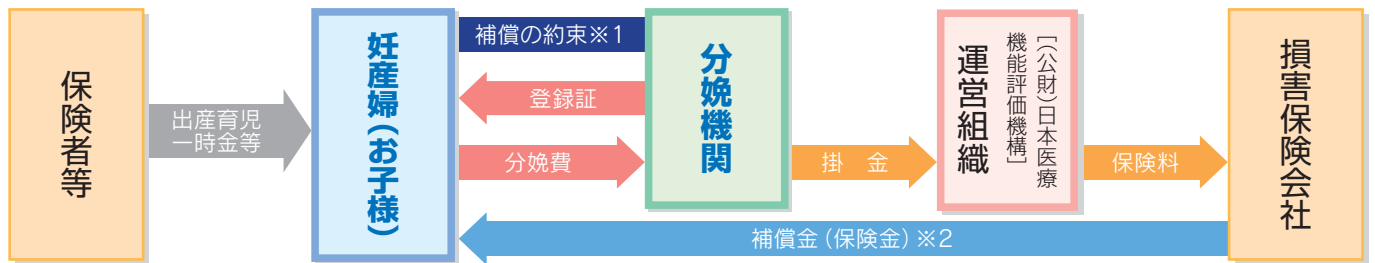 保険者等
出産育児
一時金等
妊産婦(お子様)
補償の約束※1
登録証
分娩費
分娩機関
掛　金
運営組織
［(公財)日本医療
機能評価機構］
保険料
損害保険会社
補償金(保険金)※2